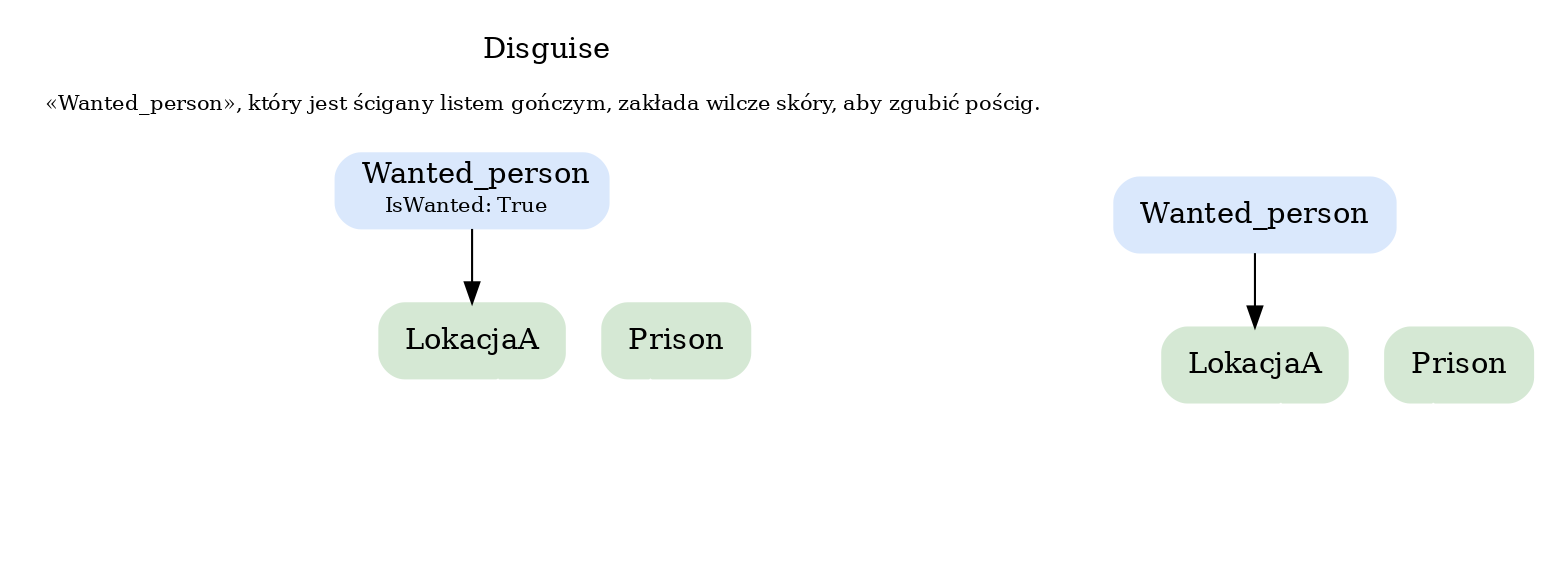 Disguise
«Wanted_person», który jest ścigany listem gończym, zakłada wilcze skóry, aby zgubić pościg.
Wanted_person
IsWanted: True
LokacjaA
Prison
Wanted_person
LokacjaA
Prison